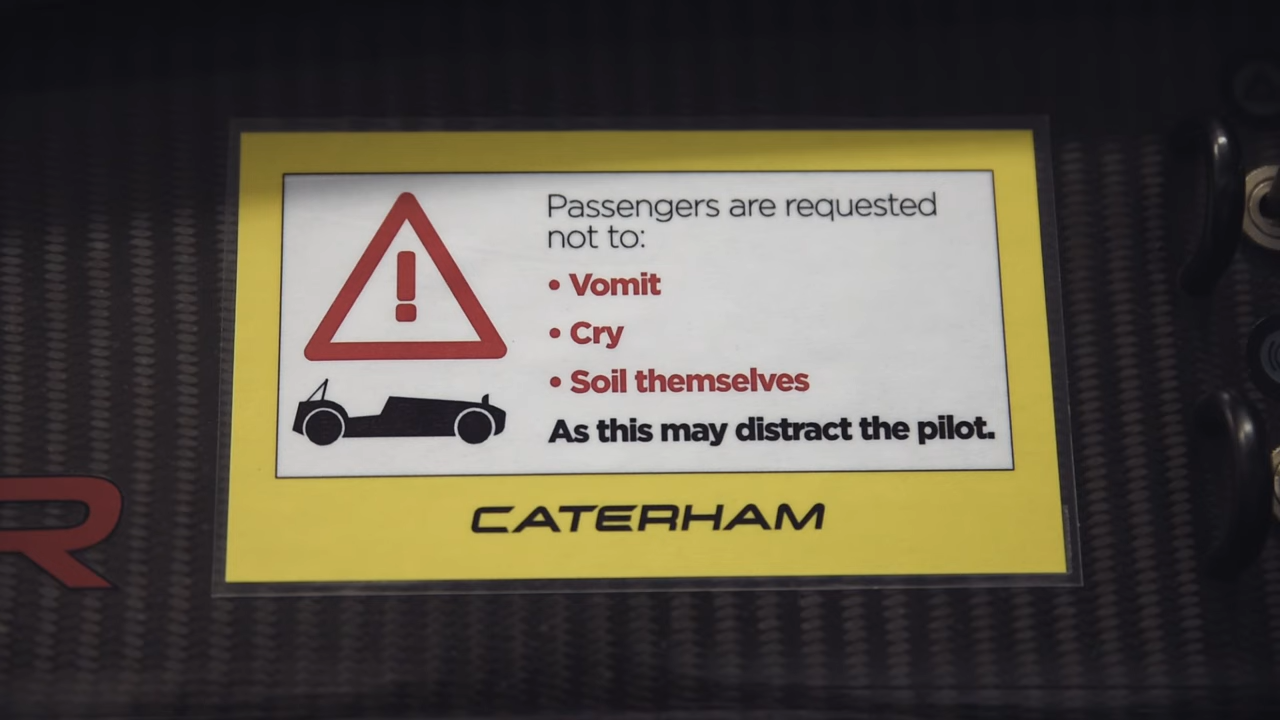 Passengers are requested
not to:
• Vomit
• Cry
• Soil themselves
As this may distract the pilot.
CATERHAM
R